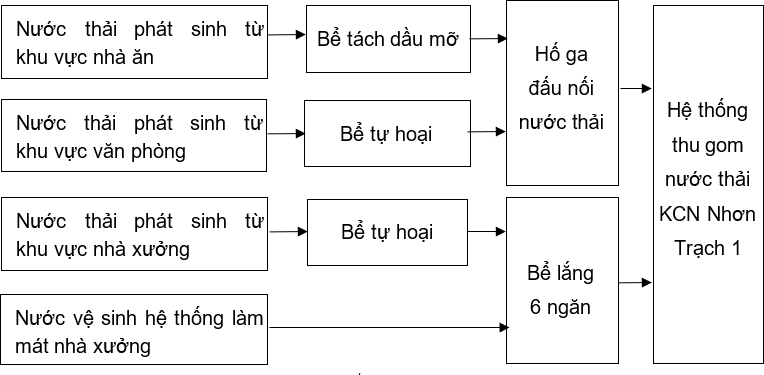 Nước thải phát sinh từ
khu vực nhà ăn
Bể tách dầu mỡ
Nước thải phát sinh từ
khu vực văn phòng
Bể tự hoại
Hố ga
đấu nối
nước thải
Nước thải phát sinh từ
khu vực nhà xưởng
Bể tự hoại
Nước vệ sinh hệ thống làm
mát nhà xưởng
Bể lắng
6 ngăn
Hệ thống
thu gom
nước thải
KCN Nhơn
Trạch 1